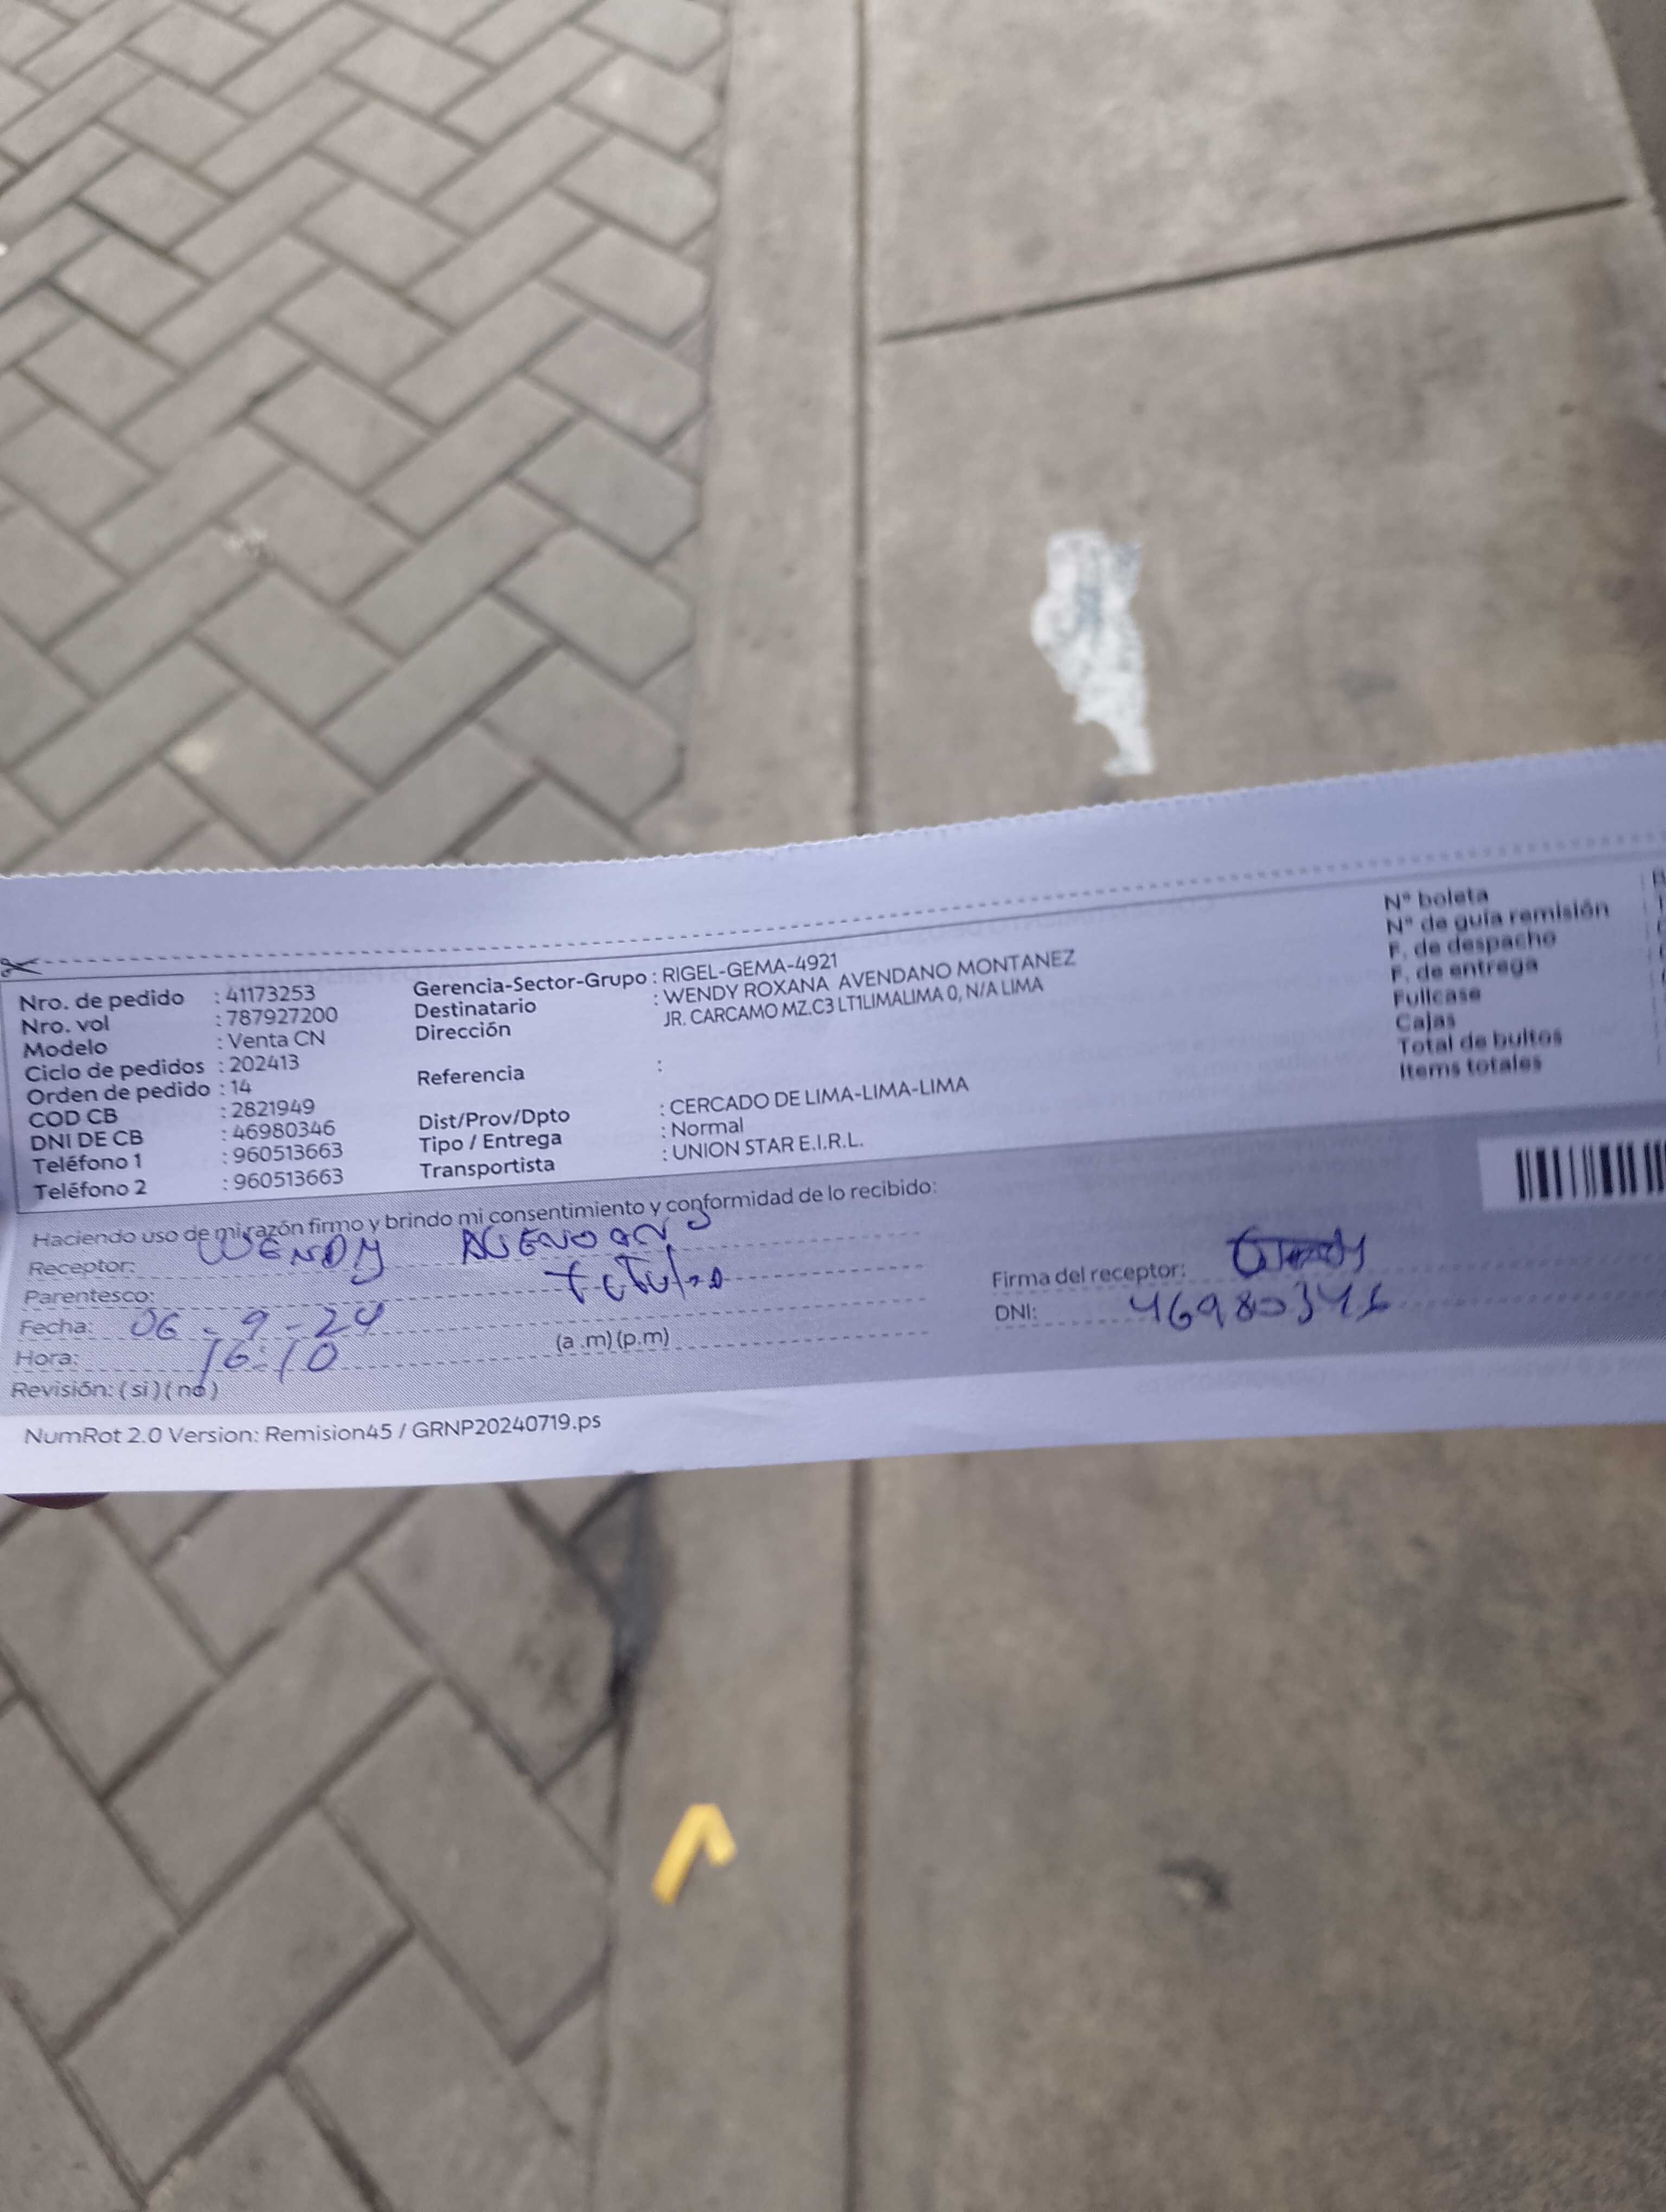 Nro. de pedido : 41173253
Nro. vol : 787927200
Modelo : Venta CN
Ciclo de pedidos : 202413
Orden de pedido : 14
COD CB : 2821949
DNI DE CB : 46980346
Teléfono 1 : 960513663
Teléfono 2 : 960513663
Gerencia-Sector-Grupo : RIGEL-GEMA-4921
Destinatario : WENDY ROXANA AVENDANO MONTANEZ
Dirección JR. CARCAMO MZ.C3 LT1LIMALIMA 0, N/A LIMA
Referencia :
Dist/Prov/Dpto : CERCADO DE LIMA-LIMA-LIMA
Tipo / Entrega : Normal
Transportista : UNION STAR E.I.R.L.
N° boleta
N° de guía remisión
F. de despacho
F. de entrega
Fullcase
Cajas
Total de bultos
Items totales
Haciendo uso de mi razón firmo y brindo mi consentimiento y conformidad de lo recibido:
Receptor: WENDY
Parentesco:
Fecha: 06-9-24
Hora: 16:10 (a .m) (p.m)
Revisión: ( si ) ( no )
Firma del receptor:
DNI: 46980346
NumRot 2.0 Version: Remision45 / GRNP20240719.ps